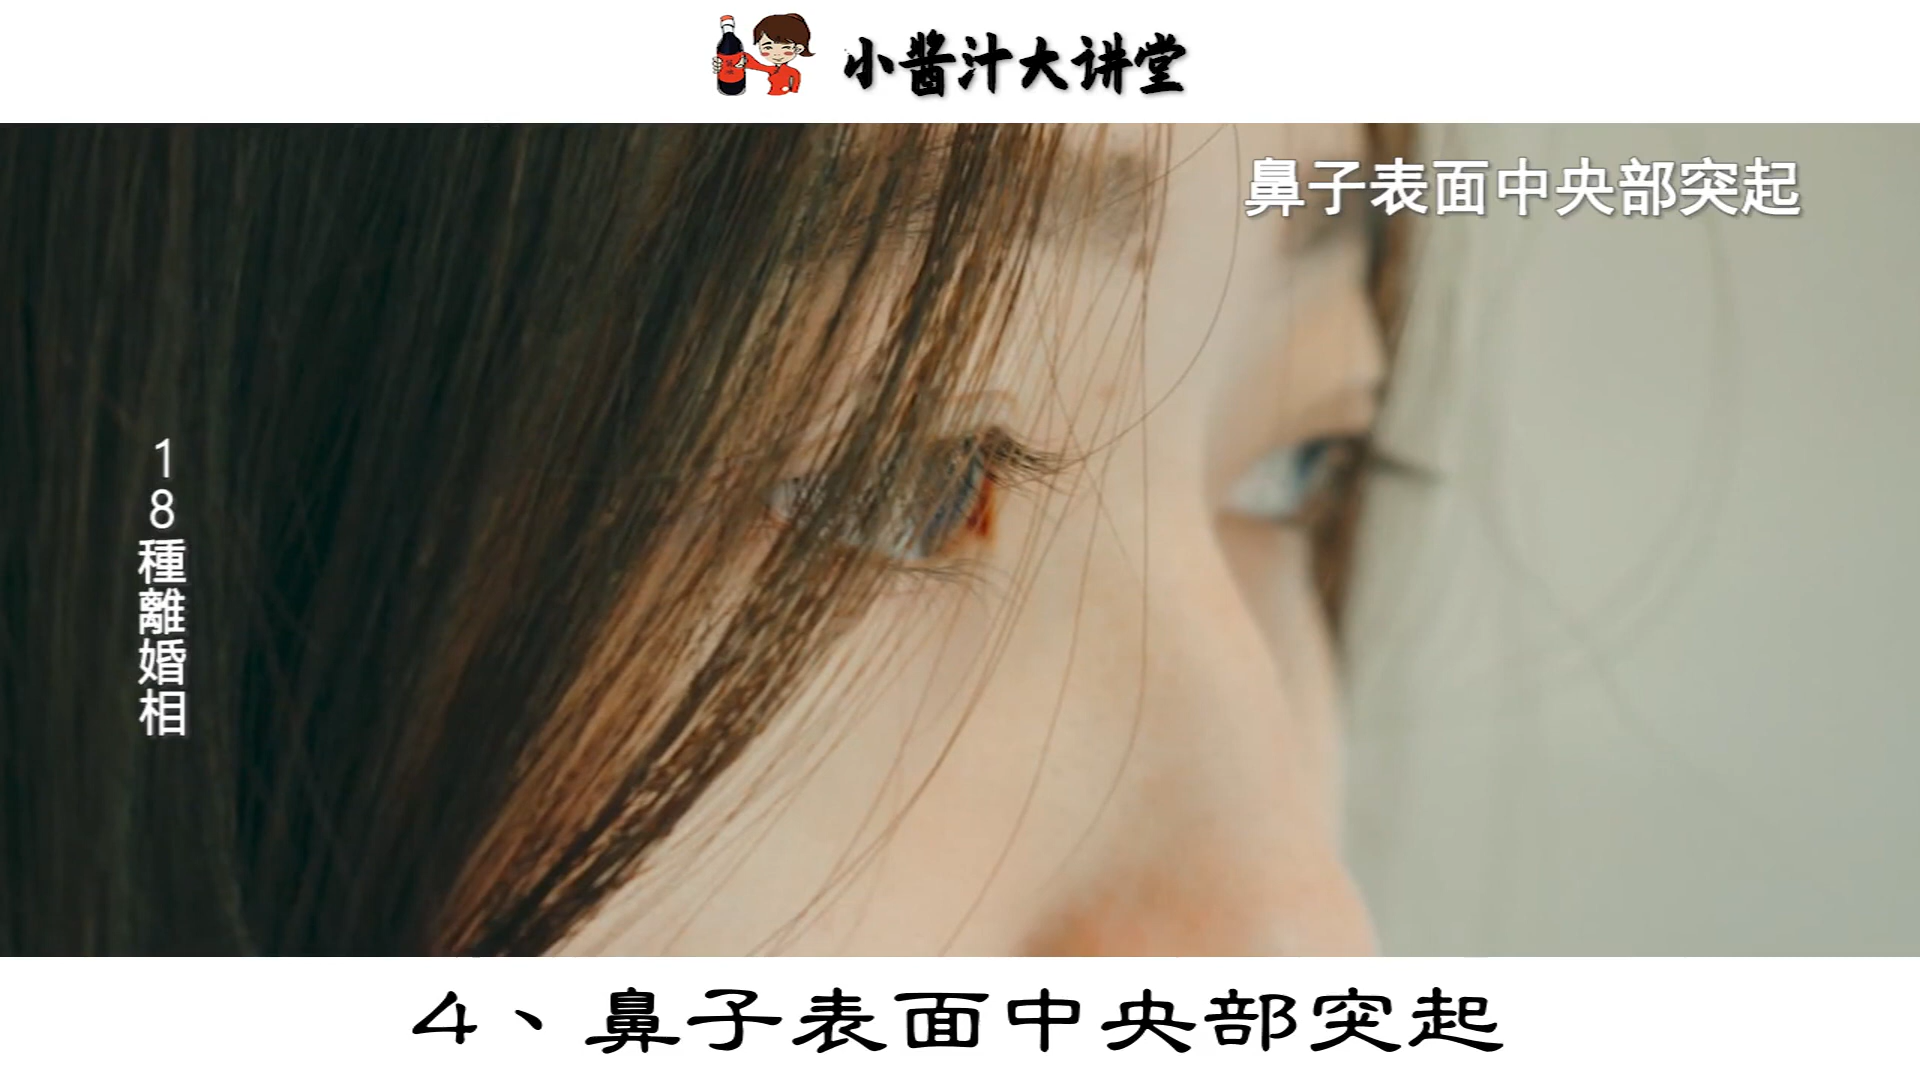 小酱汁大讲堂
鼻子表面中央部突起
18種離婚相
4、鼻子表面中央部突起